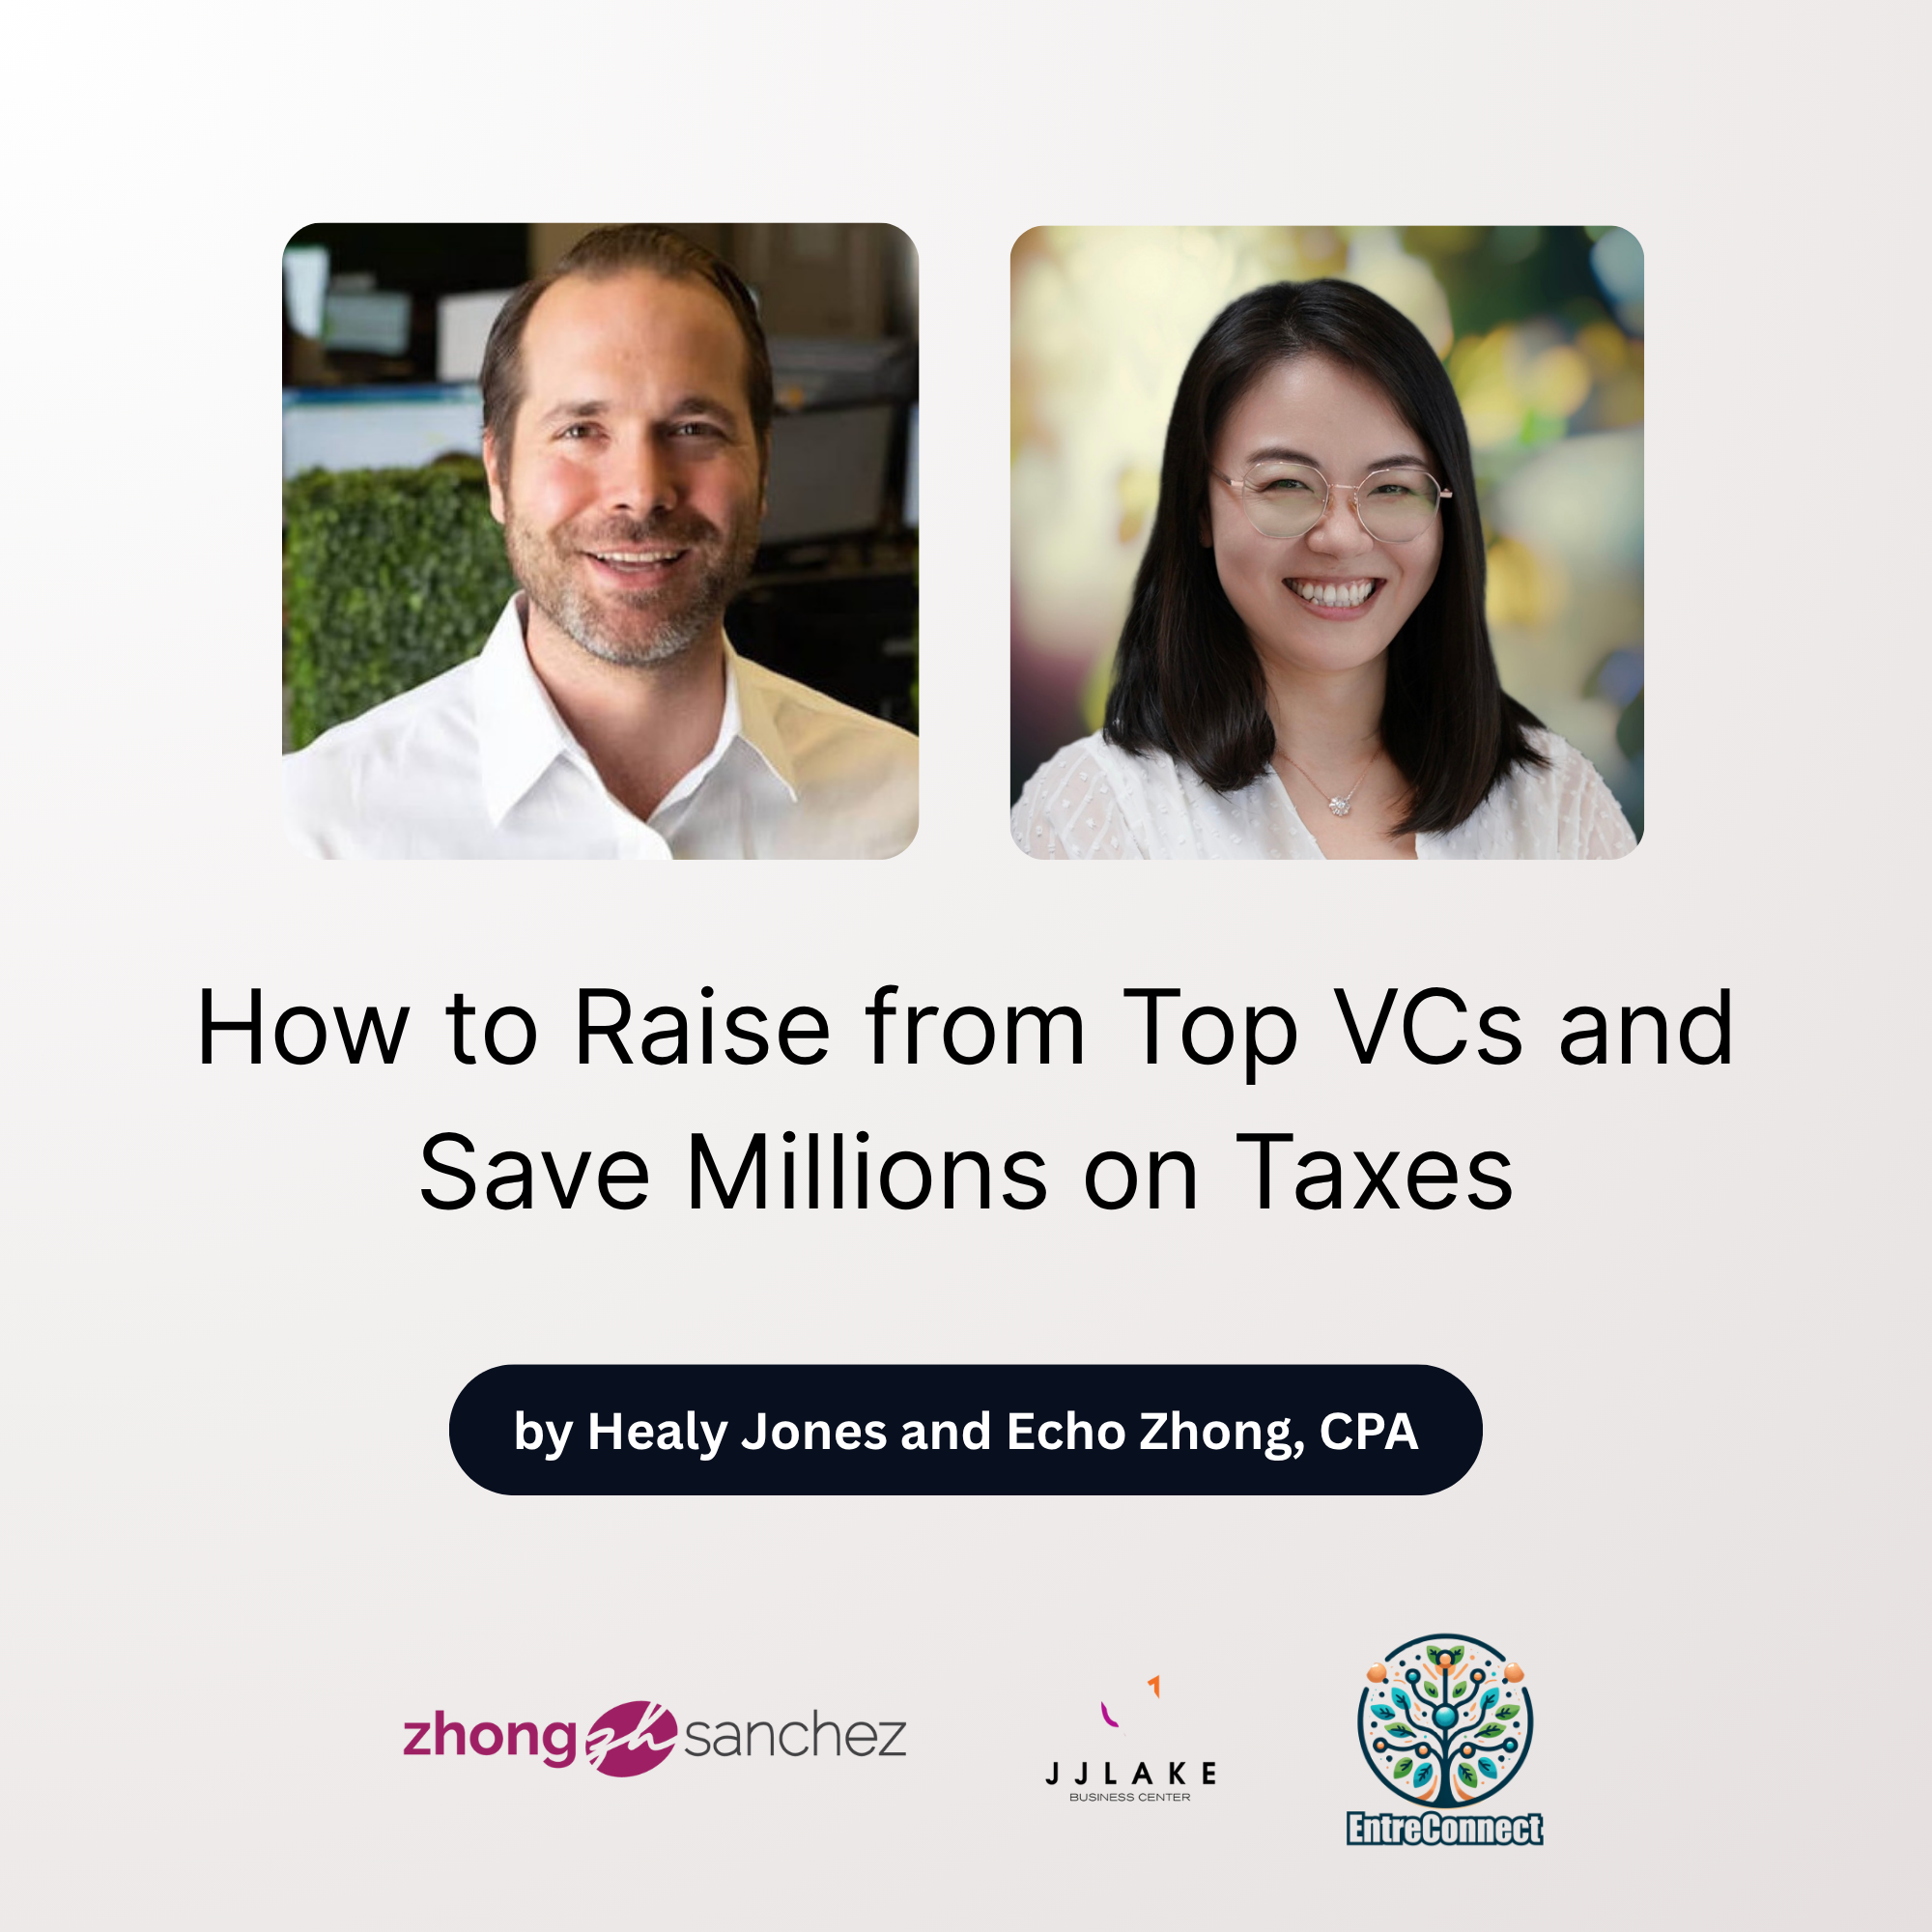 How to Raise from Top VCs and
Save Millions on Taxes
by Healy Jones and Echo Zhong, CPA
zhong zh sanchez
JJLAKE
BUSINESS CENTER
EntreConnect